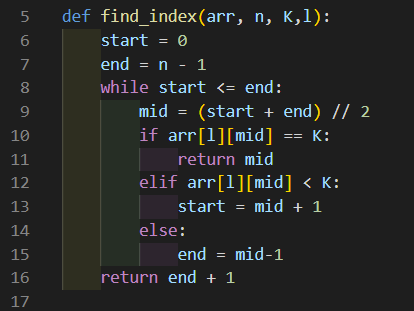 5 def find_index(arr, n, K,l):
6     start = 0
7     end = n - 1
8     while start <= end:
9         mid = (start + end) // 2
10         if arr[l][mid] == K:
11             return mid
12         elif arr[l][mid] < K:
13             start = mid + 1
14         else:
15             end = mid-1
16     return end + 1
17